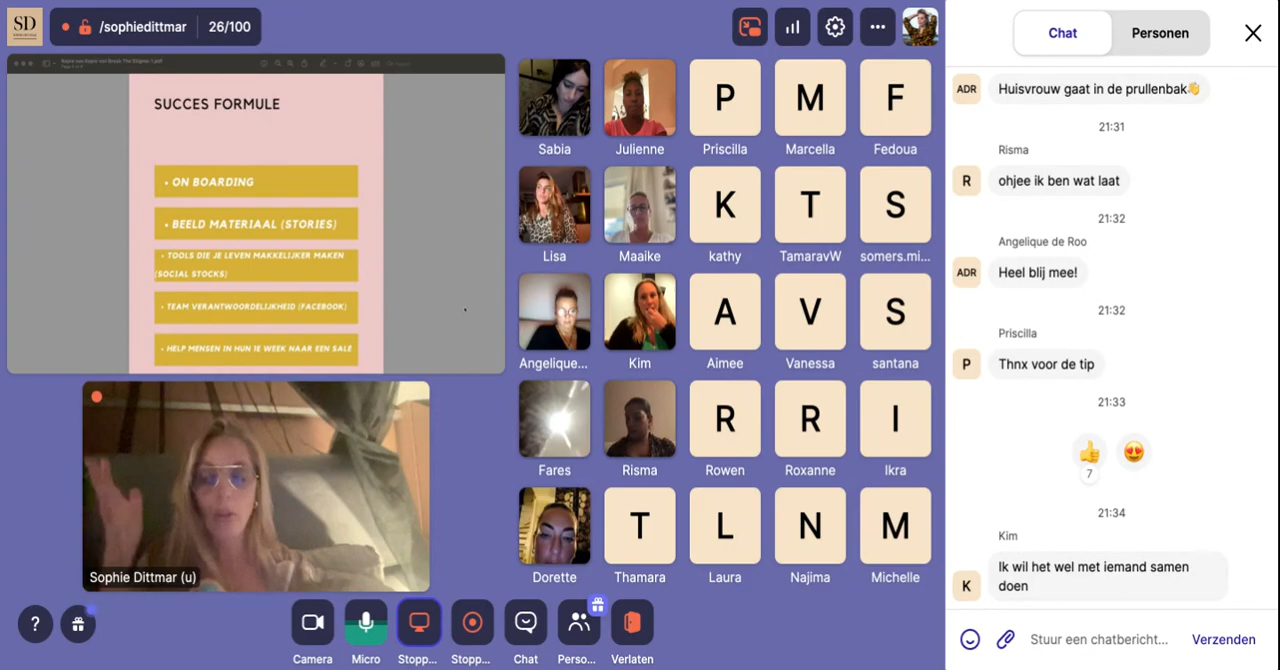 SD
/sophiedittmar
26/100
SUCCES FORMULE
• ON BOARDING
• BEELD MATERIAAL (STORIES)
• TOOLS DIE JE LEVEN MAKKELIJKER MAKEN
(SOCIAL STOCKS)
• TEAM VERANTWOORDELIJKHEID (FACEBOOK)
• HELP MENSEN IN HUN 1E WEEK NAAR EEN SALE
Sophie Dittmar (u)
Sabia
Julienne
P
Priscilla
M
Marcella
F
Fedoua
Lisa
Maaike
K
kathy
T
TamaravW
S
somers.mi...
Angelique...
Kim
A
Aimee
V
Vanessa
S
santana
Fares
Risma
R
Rowen
R
Roxanne
I
Ikra
Dorette
T
Thamara
L
Laura
N
Najima
M
Michelle
?
Camera
Micro
Stopp...
Stopp...
Chat
Perso...
Verlaten
Chat
Personen
ADR
Huisvrouw gaat in de prullenbak👋
21:31
Risma
R
ohjee ik ben wat laat
21:32
Angelique de Roo
ADR
Heel blij mee!
21:32
Priscilla
P
Thnx voor de tip
21:33
👍 😍
7
21:34
Kim
K
Ik wil het wel met iemand samen
doen
Stuur een chatbericht...
Verzenden